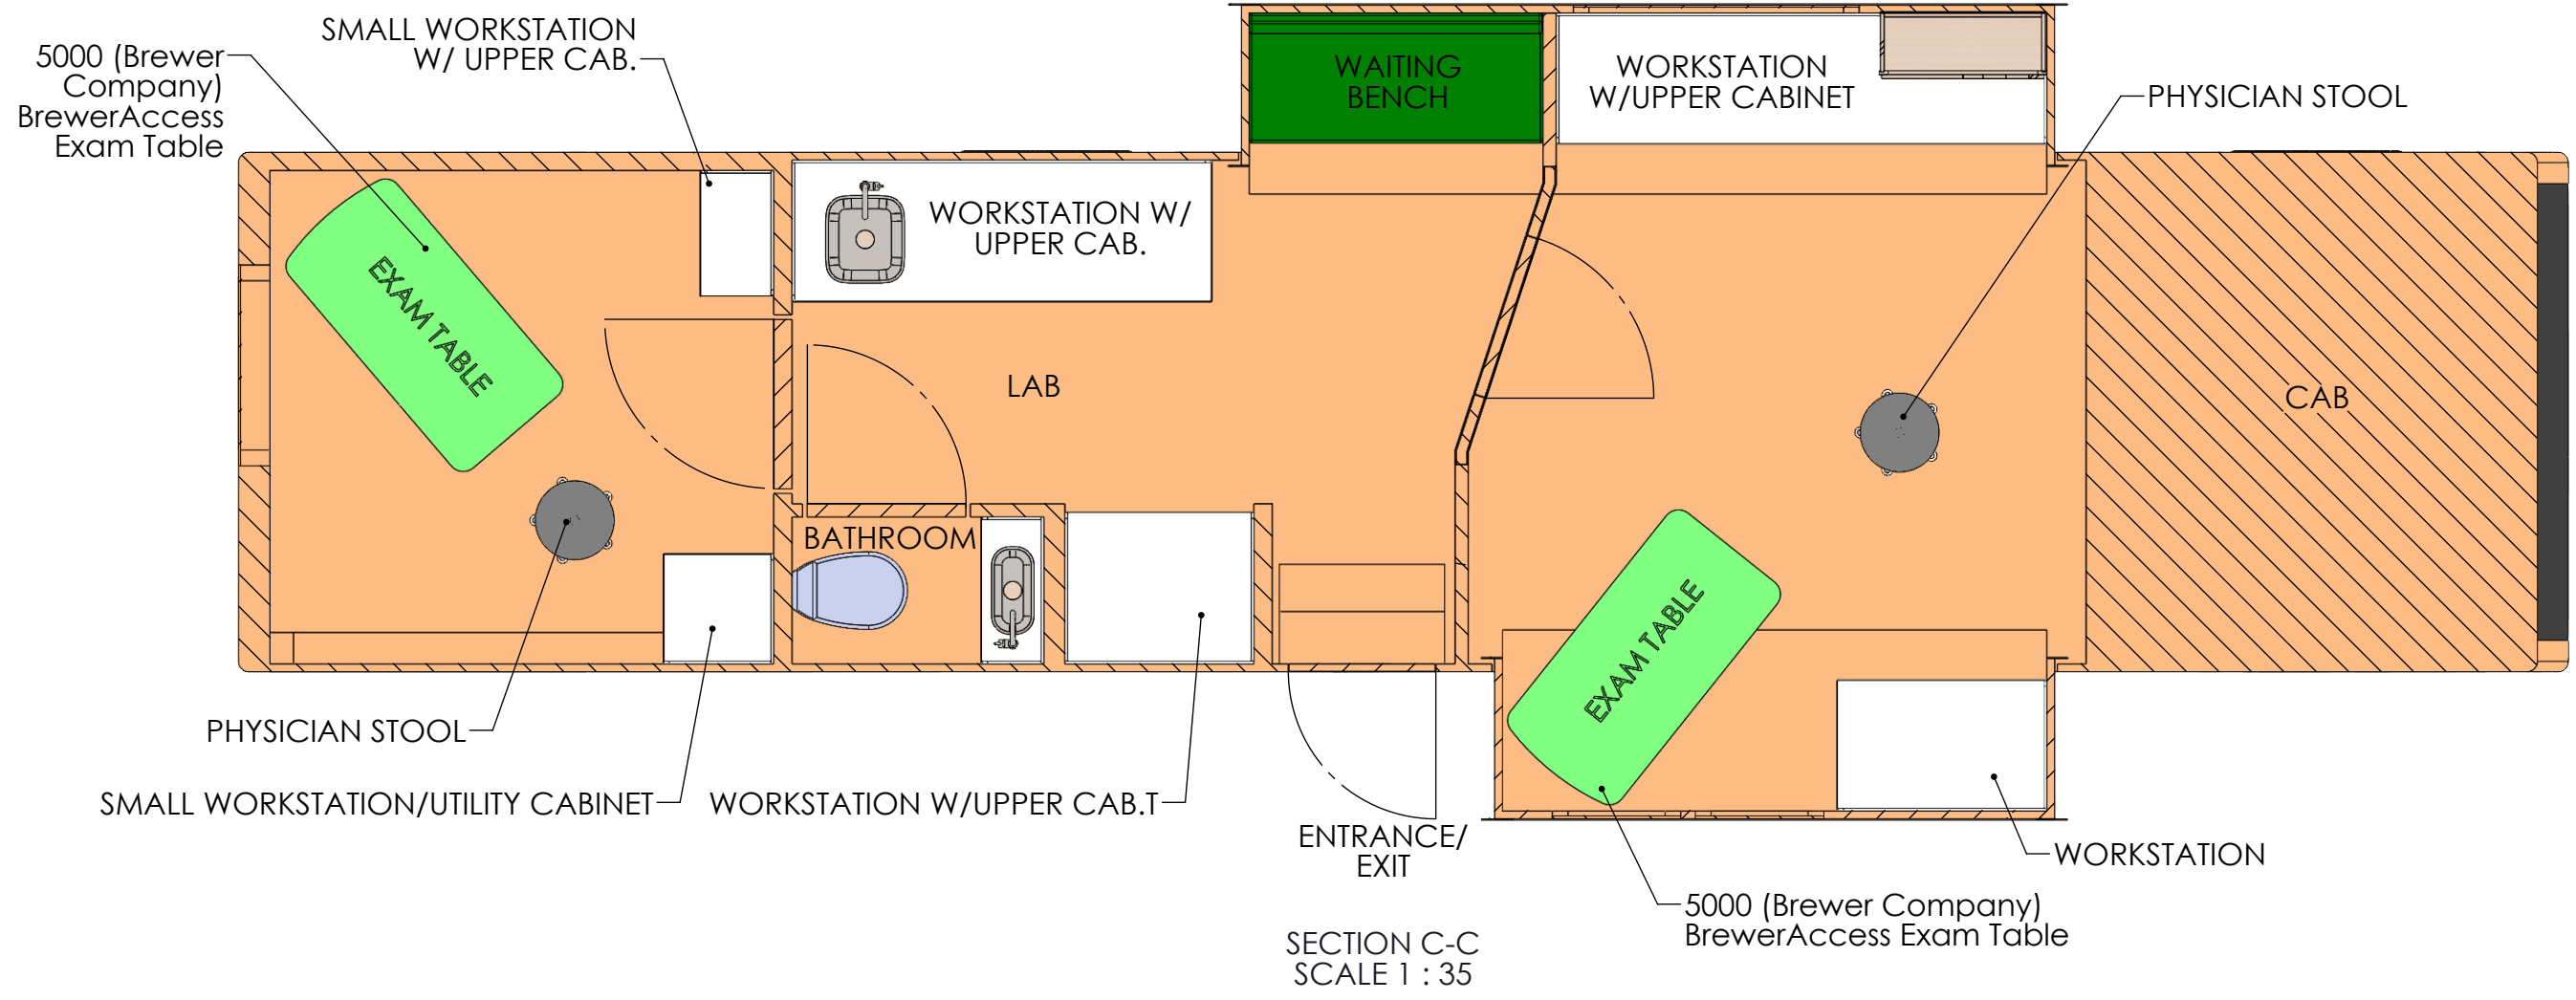 SMALL WORKSTATION
W/ UPPER CAB.
5000 (Brewer
Company)
BrewerAccess
Exam Table
WAITING
BENCH
WORKSTATION
W/UPPER CABINET
PHYSICIAN STOOL
WORKSTATION W/
UPPER CAB.
EXAM TABLE
LAB
CAB
BATHROOM
EXAM TABLE
PHYSICIAN STOOL
SMALL WORKSTATION/UTILITY CABINET
WORKSTATION W/UPPER CAB.T
ENTRANCE/
EXIT
WORKSTATION
5000 (Brewer Company)
BrewerAccess Exam Table
SECTION C-C
SCALE 1 : 35